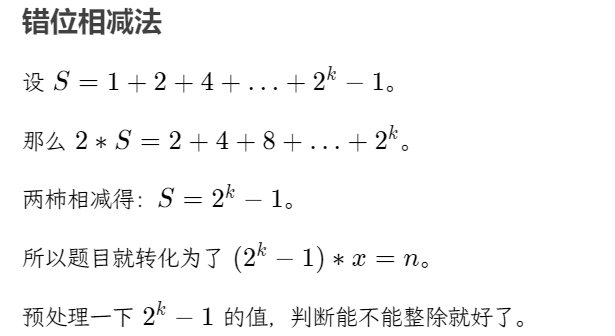 错位相减法
设 S = 1 + 2 + 4 + … + 2^k − 1。
那么 2 * S = 2 + 4 + 8 + … + 2^k。
两柿相减得：S = 2^k − 1。
所以题目就转化为了 (2^k − 1) * x = n。
预处理一下 2^k − 1 的值，判断能不能整除就好了。